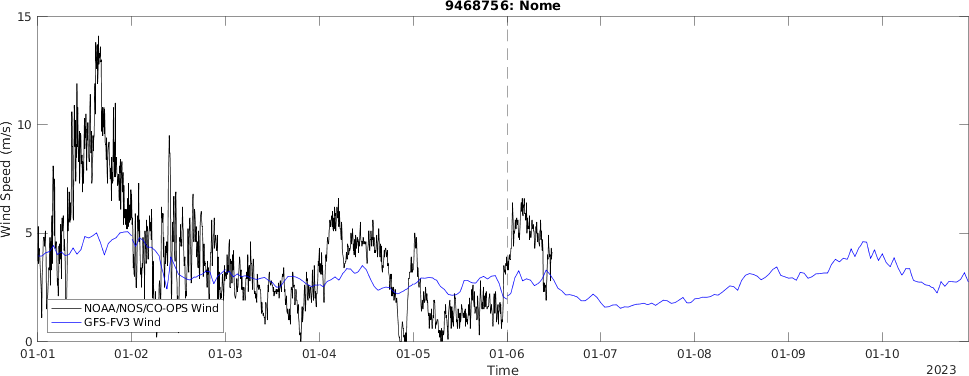 9468756: Nome
15
10
5
0
Wind Speed (m/s)
NOAA/NOS/CO-OPS Wind
GFS-FV3 Wind
01-01 01-02 01-03 01-04 01-05 01-06 01-07 01-08 01-09 01-10
Time
2023